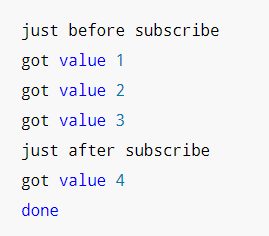 just before subscribe
got value 1
got value 2
got value 3
just after subscribe
got value 4
done